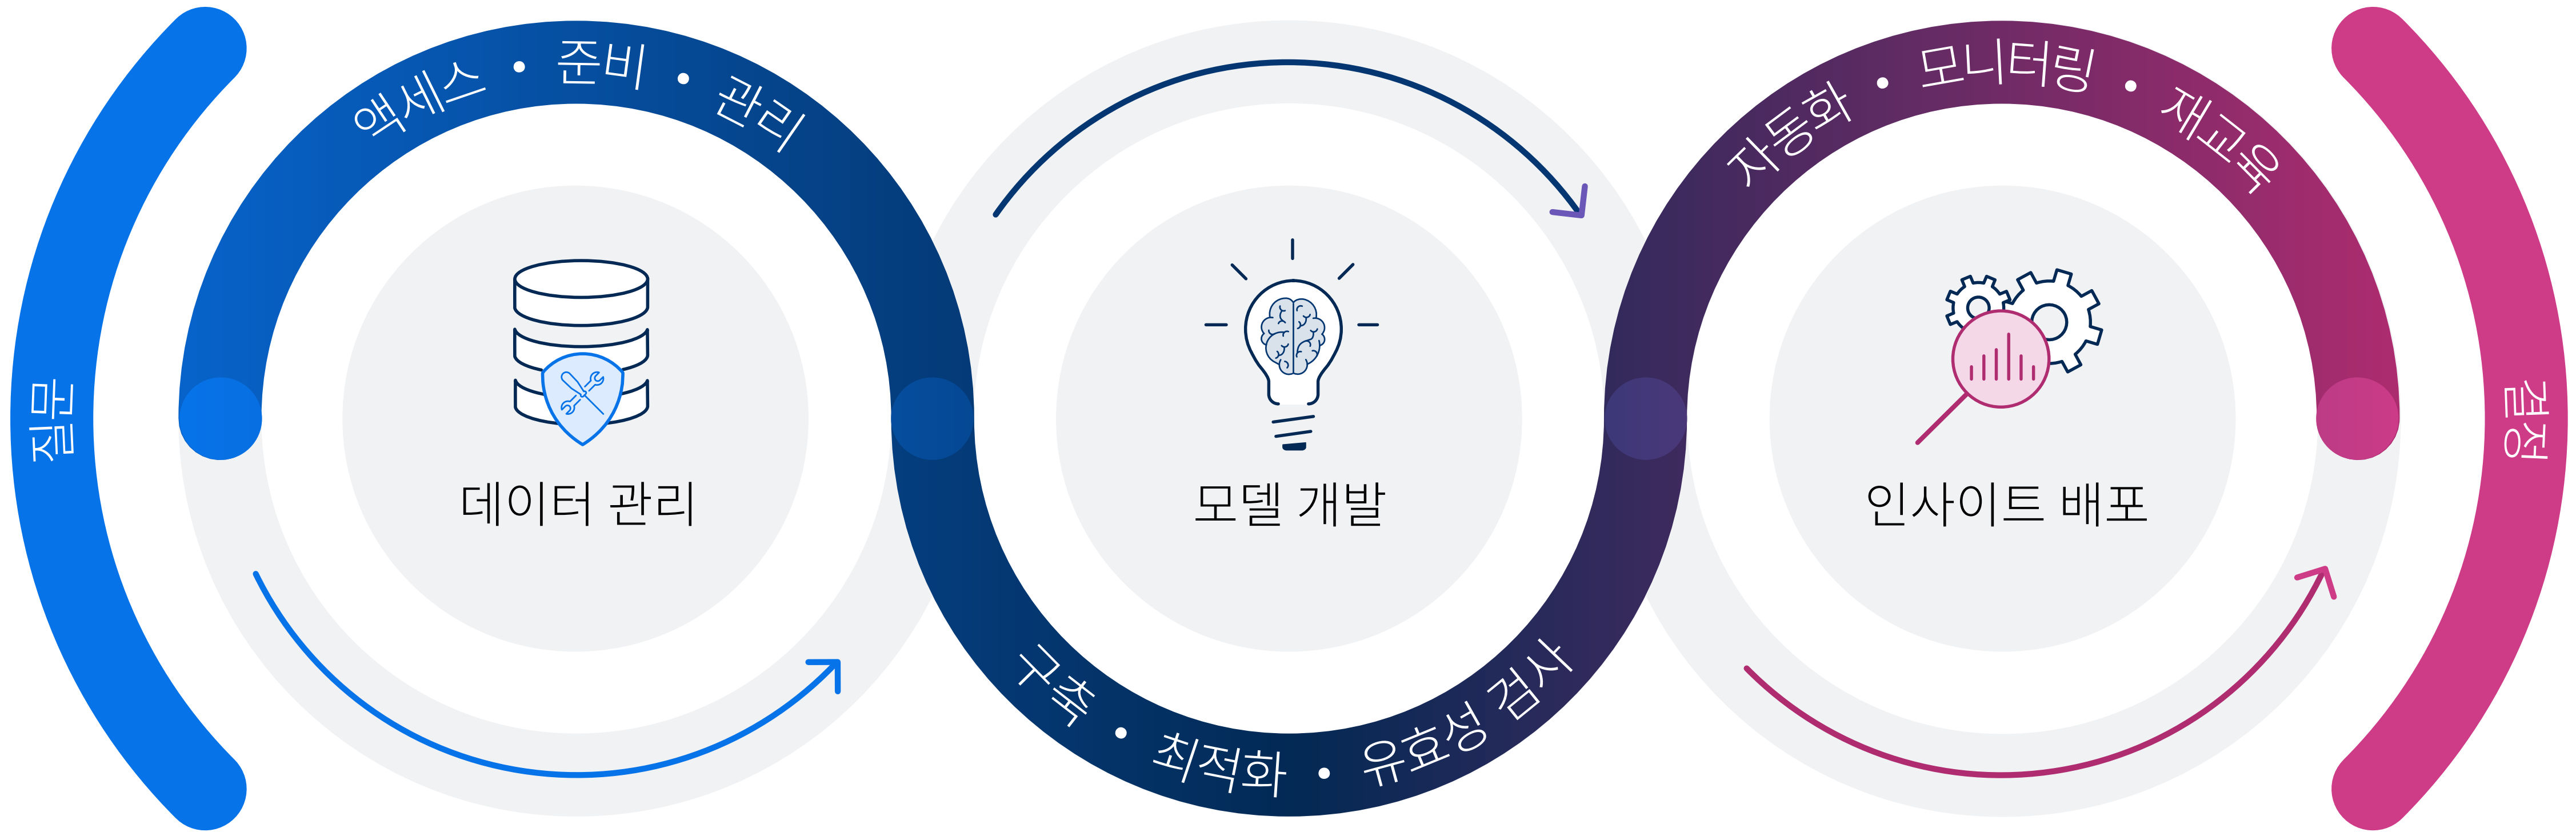 질문
액세스 • 준비 • 관리
데이터 관리
구축 • 최적화 • 유효성 검사
모델 개발
자동화 • 모니터링 • 재교육
인사이트 배포
결정